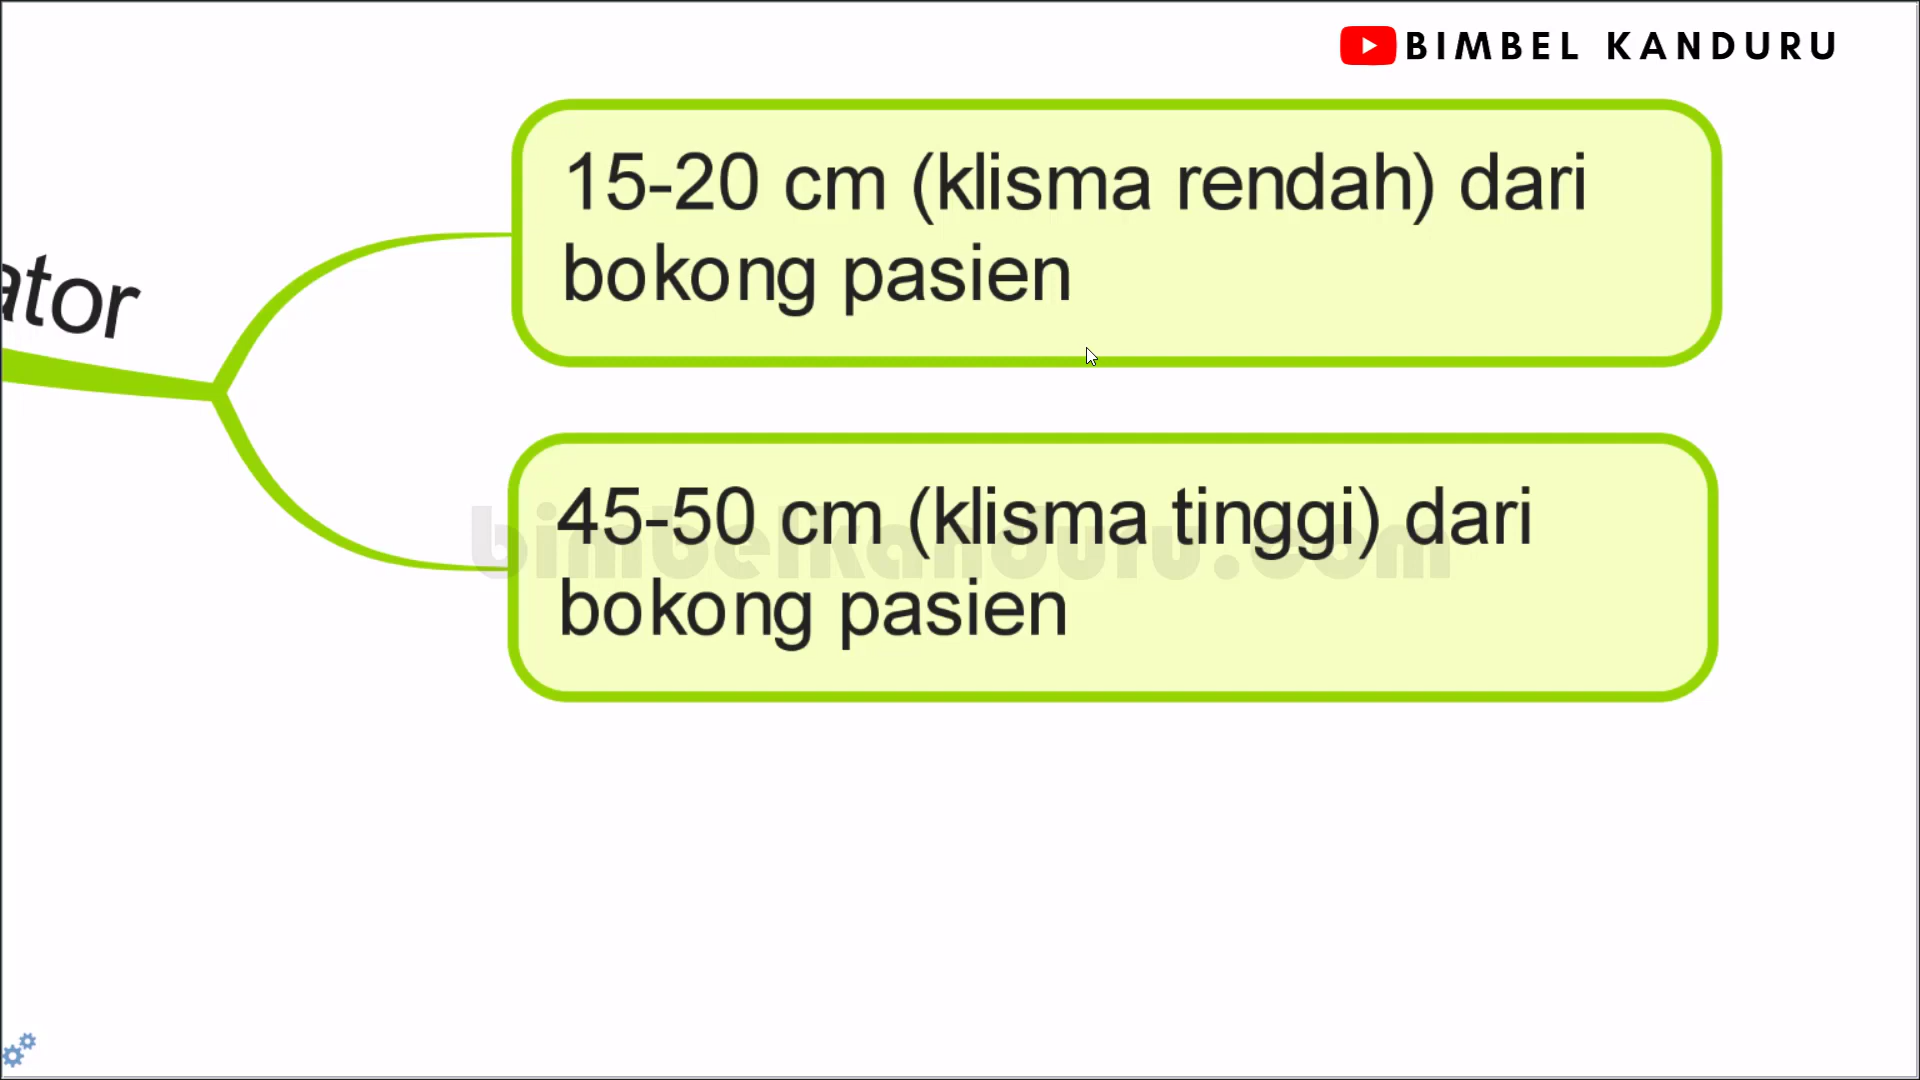 BIMBEL KANDURU
15-20 cm (klisma rendah) dari
bokong pasien
ator
45-50 cm (klisma tinggi) dari
bokong pasien
bimbelkanduru.com